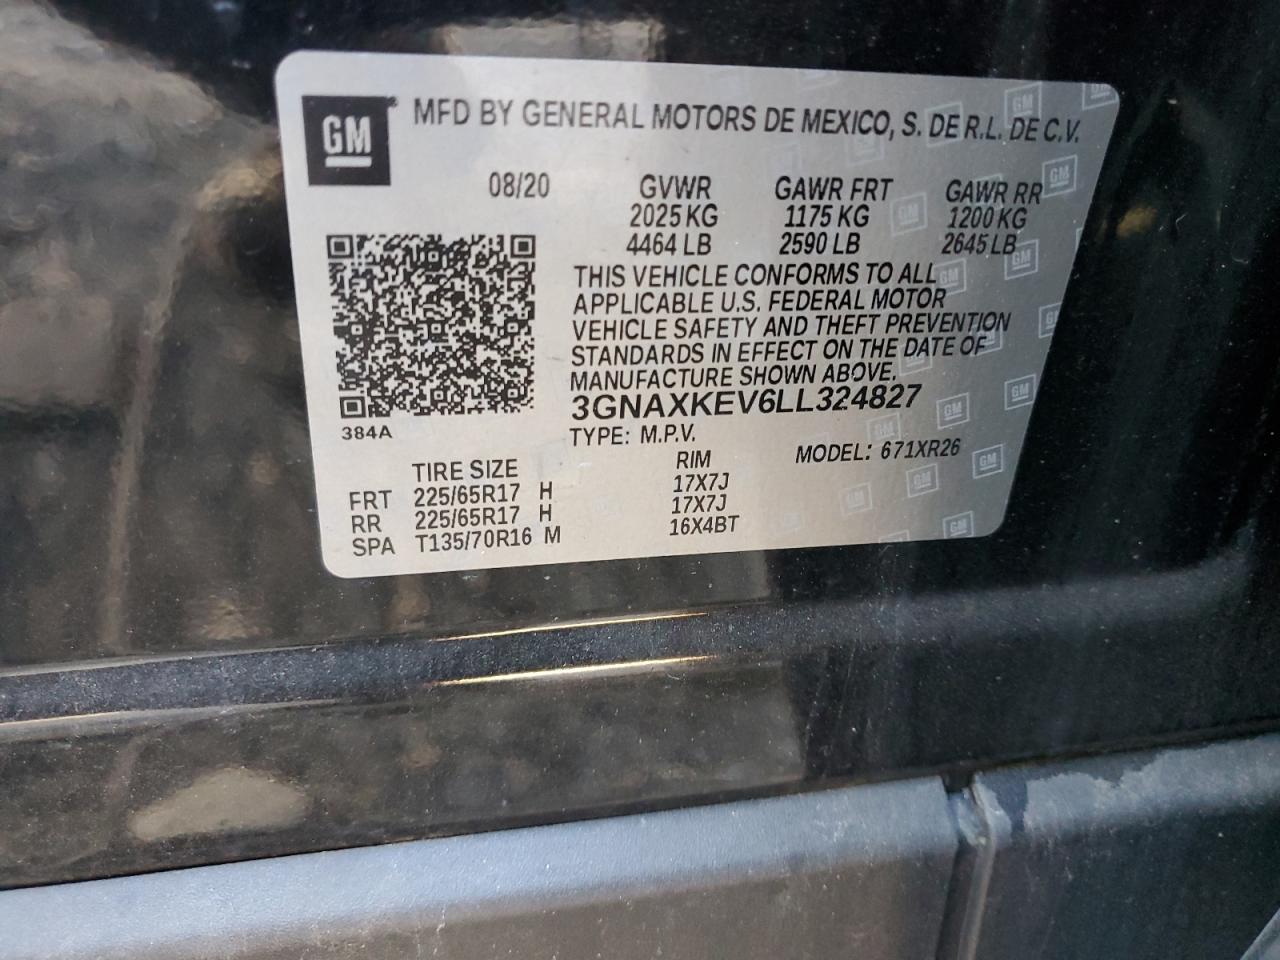 GM® MFD BY GENERAL MOTORS DE MEXICO, S. DE R.L. DE C.V.
08/20 GVWR GAWR FRT GAWR RR
2025 KG 1175 KG 1200 KG
4464 LB 2590 LB 2645 LB
THIS VEHICLE CONFORMS TO ALL
APPLICABLE U.S. FEDERAL MOTOR
VEHICLE SAFETY AND THEFT PREVENTION
STANDARDS IN EFFECT ON THE DATE OF
MANUFACTURE SHOWN ABOVE.
3GNAXKEV6LL324827
384A
TYPE: M.P.V. MODEL: 671XR26
TIRE SIZE RIM
FRT 225/65R17 H 17X7J
RR 225/65R17 H 17X7J
SPA T135/70R16 M 16X4BT